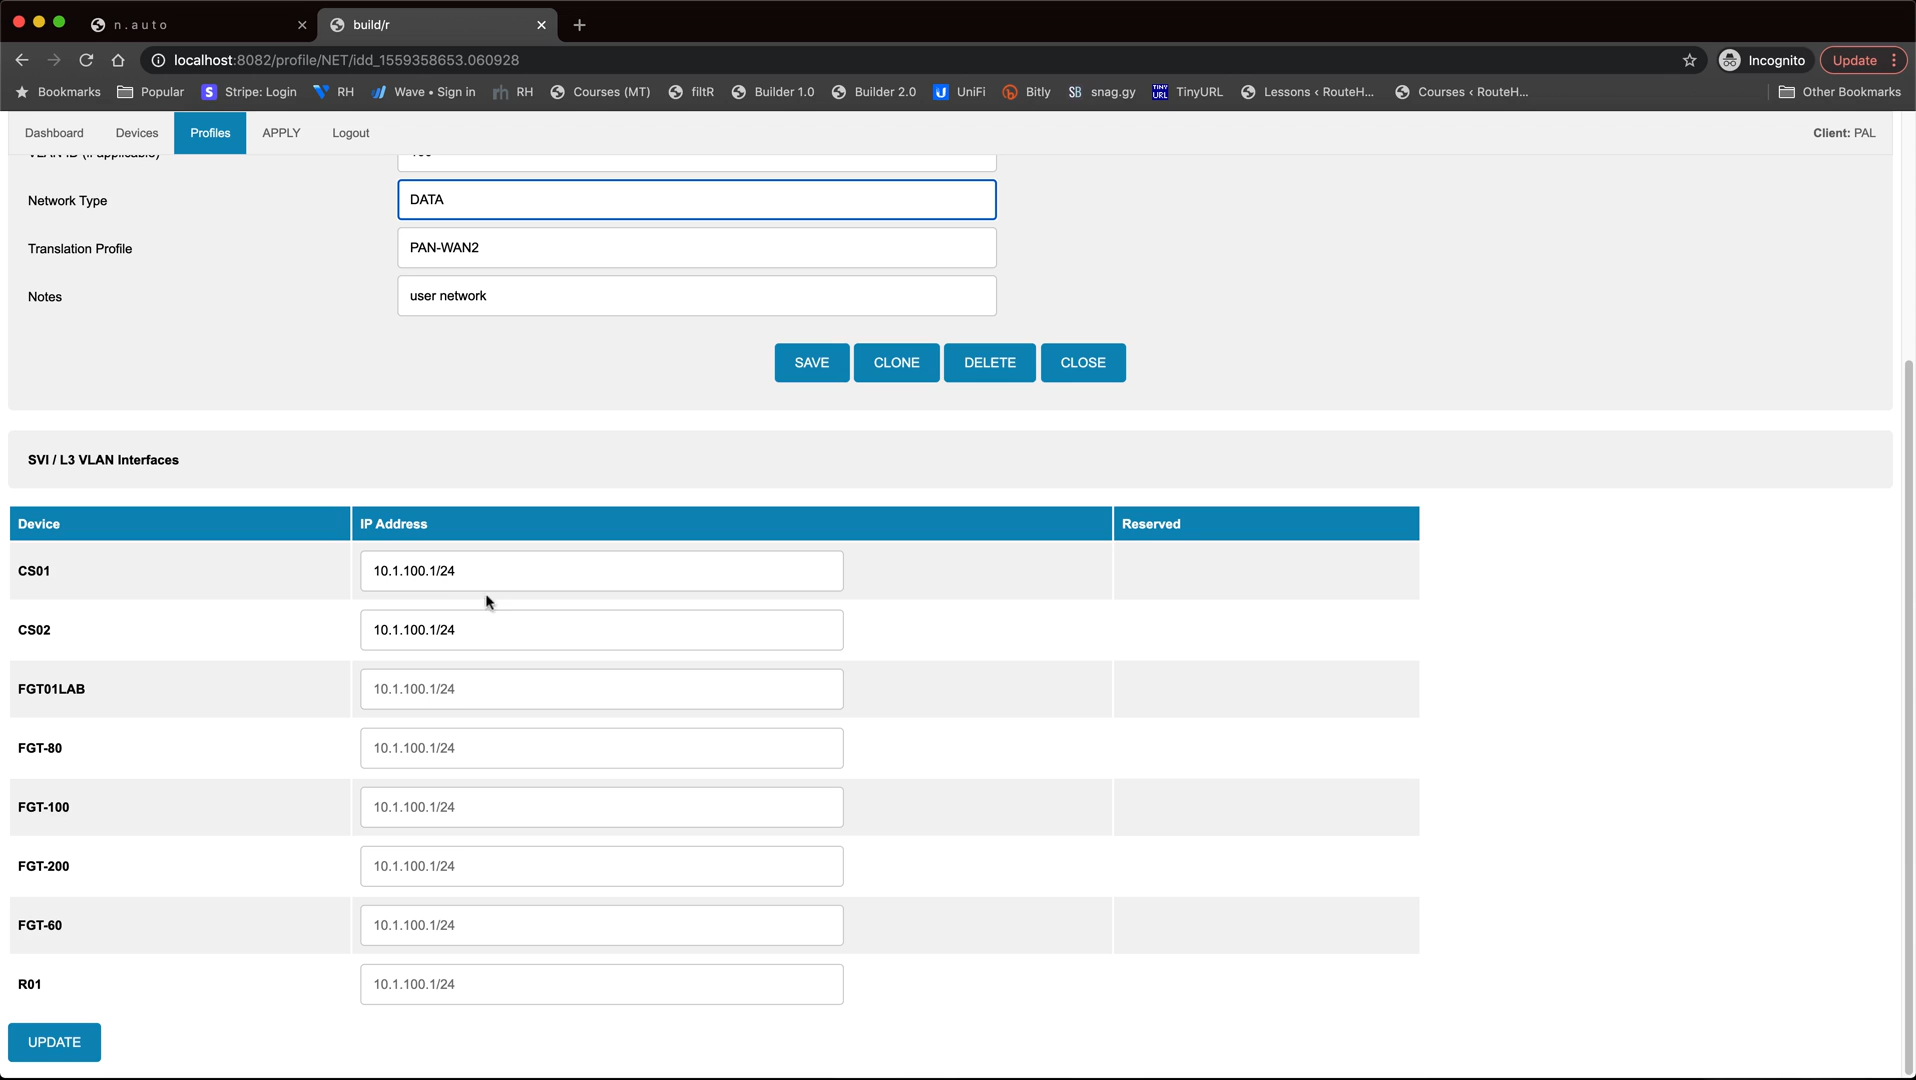 n . a u t o
build/r
localhost:8082/profile/NET/idd_1559358653.060928
Incognito
Update
Bookmarks
Popular
S Stripe: Login
RH
Wave • Sign in
rh RH
Courses (MT)
filtR
Builder 1.0
Builder 2.0
U UniFi
Bitly
SB snag.gy
TINY URL TinyURL
Lessons ‹ RouteH...
Courses ‹ RouteH...
Other Bookmarks
Dashboard
Devices
Profiles
APPLY
Logout
Client: PAL
VLAN ID (if applicable)
Network Type
DATA
Translation Profile
PAN-WAN2
Notes
user network
SAVE
CLONE
DELETE
CLOSE
SVI / L3 VLAN Interfaces
Device
IP Address
Reserved
CS01
10.1.100.1/24
CS02
10.1.100.1/24
FGT01LAB
10.1.100.1/24
FGT-80
10.1.100.1/24
FGT-100
10.1.100.1/24
FGT-200
10.1.100.1/24
FGT-60
10.1.100.1/24
R01
10.1.100.1/24
UPDATE